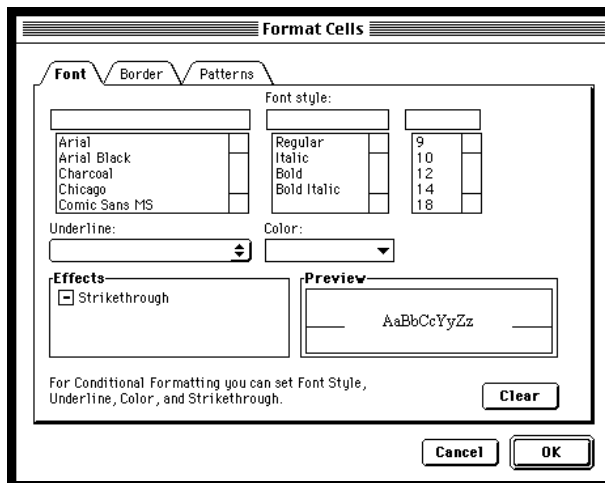 Format Cells
Font Border Patterns
Font style:
Arial
Arial Black
Charcoal
Chicago
Comic Sans MS
Regular
Italic
Bold
Bold Italic
9
10
12
14
18
Underline:
Color:
Effects
Strikethrough
Preview
AaBbCcYyZz
For Conditional Formatting you can set Font Style,
Underline, Color, and Strikethrough.
Clear
Cancel OK